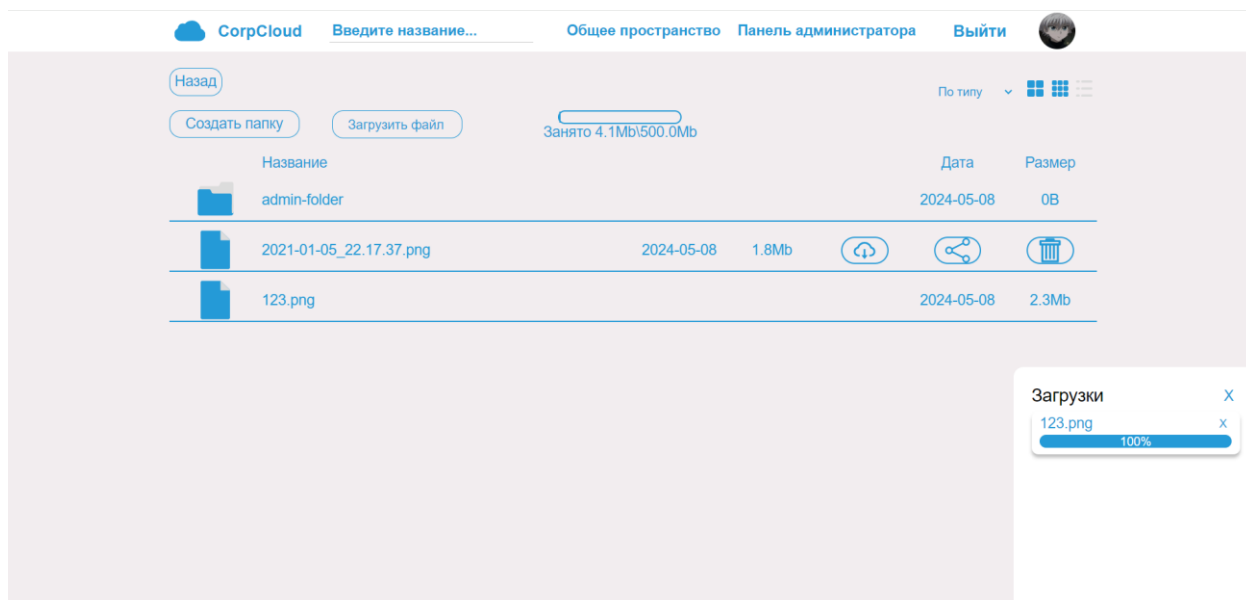 CorpCloud Введите название... Общее пространство Панель администратора Выйти
Назад
По типу
Создать папку Загрузить файл
Занято 4.1Mb\500.0Mb
Название Дата Размер
admin-folder 2024-05-08 0B
2021-01-05_22.17.37.png 2024-05-08 1.8Mb
123.png 2024-05-08 2.3Mb
Загрузки X
123.png x
100%